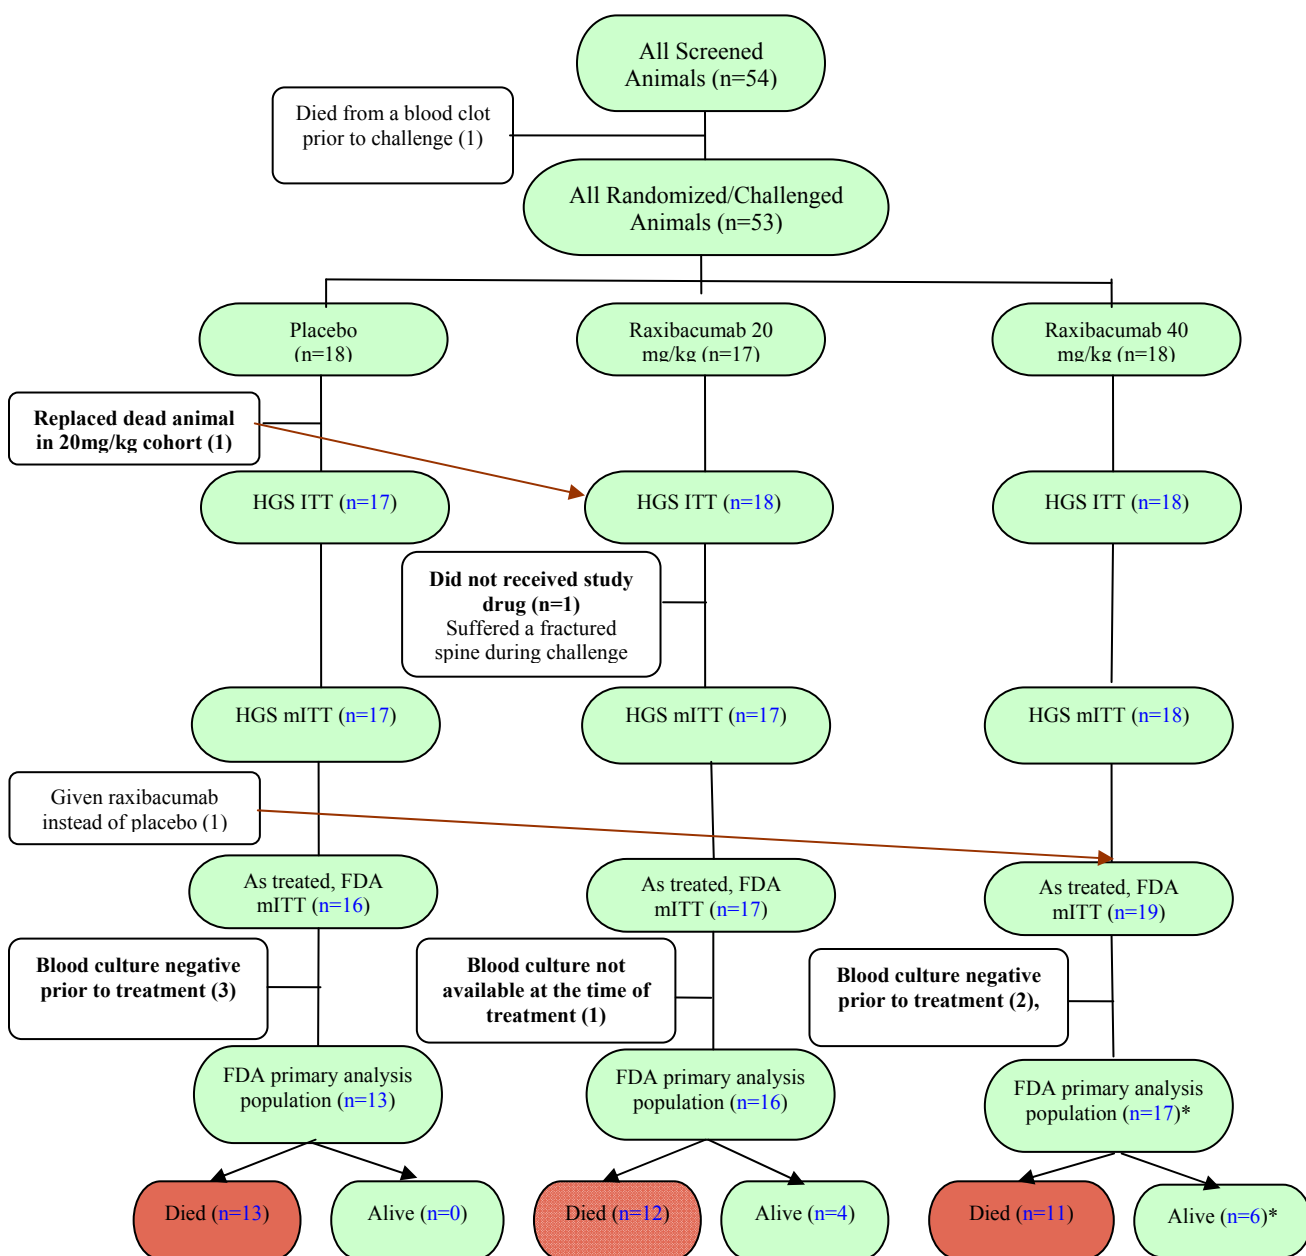 All Screened
Animals (n=54)
Died from a blood clot
prior to challenge (1)
All Randomized/Challenged
Animals (n=53)
Placebo
(n=18)
Raxibacumab 20
mg/kg (n=17)
Raxibacumab 40
mg/kg (n=18)
Replaced dead animal
in 20mg/kg cohort (1)
HGS ITT (n=17)
HGS ITT (n=18)
HGS ITT (n=18)
Did not received study
drug (n=1)
Suffered a fractured
spine during challenge
HGS mITT (n=17)
HGS mITT (n=17)
HGS mITT (n=18)
Given raxibacumab
instead of placebo (1)
As treated, FDA
mITT (n=16)
As treated, FDA
mITT (n=17)
As treated, FDA
mITT (n=19)
Blood culture negative
prior to treatment (3)
Blood culture not
available at the time of
treatment (1)
Blood culture negative
prior to treatment (2),
FDA primary analysis
population (n=13)
FDA primary analysis
population (n=16)
FDA primary analysis
population (n=17)*
Died (n=13)
Alive (n=0)
Died (n=12)
Alive (n=4)
Died (n=11)
Alive (n=6)*